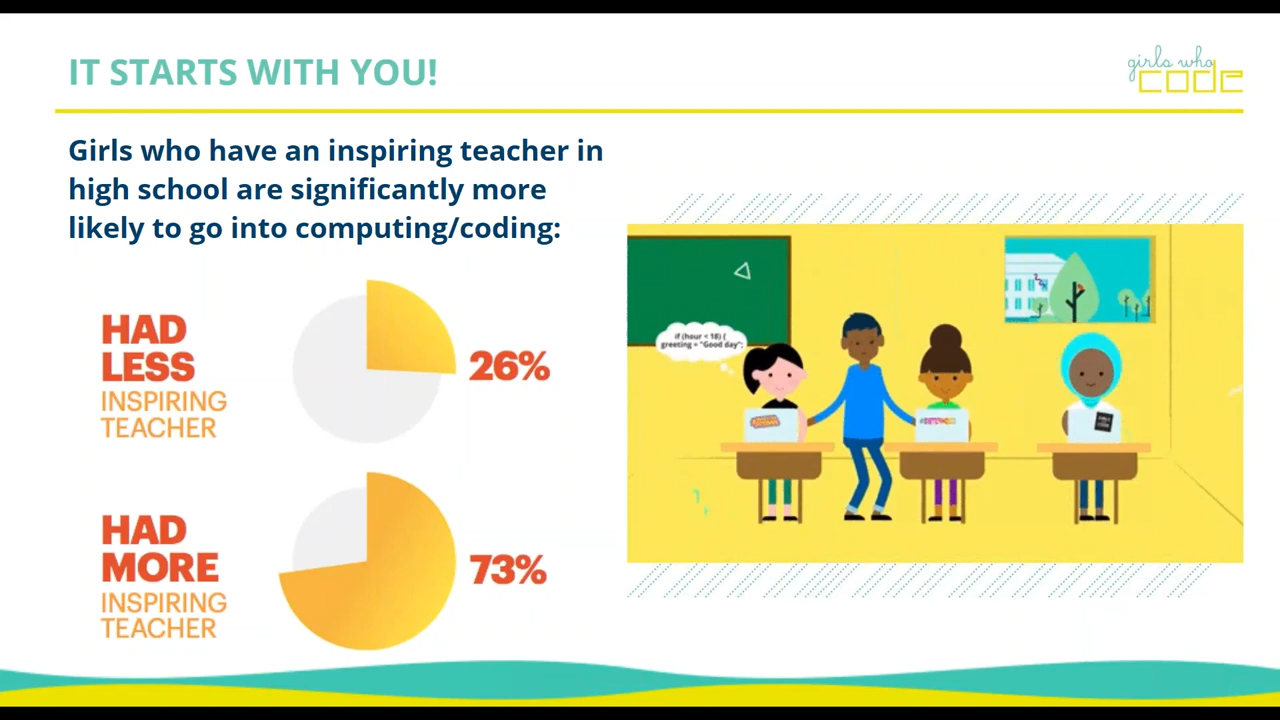 IT STARTS WITH YOU!
girls who
code
Girls who have an inspiring teacher in
high school are significantly more
likely to go into computing/coding:
HAD
LESS
INSPIRING
TEACHER
26%
HAD
MORE
INSPIRING
TEACHER
73%
if (hour < 18) {
greeting = "Good day";